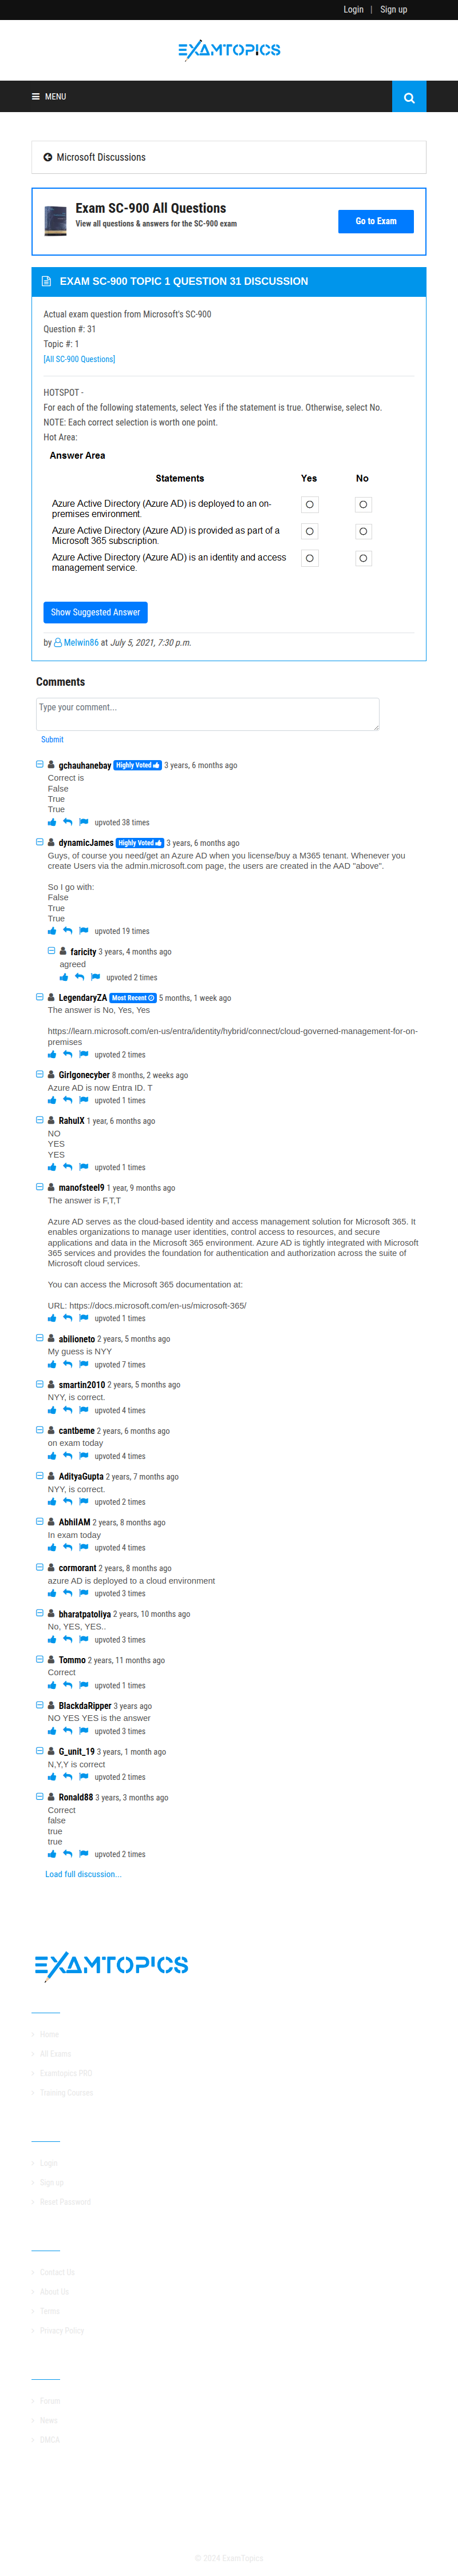 Login | Sign up
EXAMTOPICS
MENU
Microsoft Discussions
Exam SC-900 All Questions
View all questions & answers for the SC-900 exam
Go to Exam
EXAM SC-900 TOPIC 1 QUESTION 31 DISCUSSION
Actual exam question from Microsoft's SC-900
Question #: 31
Topic #: 1
[All SC-900 Questions]
HOTSPOT -
For each of the following statements, select Yes if the statement is true. Otherwise, select No.
NOTE: Each correct selection is worth one point.
Hot Area:
Answer Area
Statements Yes No
Azure Active Directory (Azure AD) is deployed to an on-
premises environment.
Azure Active Directory (Azure AD) is provided as part of a
Microsoft 365 subscription.
Azure Active Directory (Azure AD) is an identity and access
management service.
Show Suggested Answer
by Melwin86 at July 5, 2021, 7:30 p.m.
Comments
Type your comment...
Submit
gchauhanebay Highly Voted 3 years, 6 months ago
Correct is
False
True
True
upvoted 38 times
dynamicJames Highly Voted 3 years, 6 months ago
Guys, of course you need/get an Azure AD when you license/buy a M365 tenant. Whenever you
create Users via the admin.microsoft.com page, the users are created in the AAD "above".
So I go with:
False
True
True
upvoted 19 times
faricity 3 years, 4 months ago
agreed
upvoted 2 times
LegendaryZA Most Recent 5 months, 1 week ago
The answer is No, Yes, Yes
https://learn.microsoft.com/en-us/entra/identity/hybrid/connect/cloud-governed-management-for-on-
premises
upvoted 2 times
Girlgonecyber 8 months, 2 weeks ago
Azure AD is now Entra ID. T
upvoted 1 times
RahulX 1 year, 6 months ago
NO
YES
YES
upvoted 1 times
manofsteel9 1 year, 9 months ago
The answer is F,T,T
Azure AD serves as the cloud-based identity and access management solution for Microsoft 365. It
enables organizations to manage user identities, control access to resources, and secure
applications and data in the Microsoft 365 environment. Azure AD is tightly integrated with Microsoft
365 services and provides the foundation for authentication and authorization across the suite of
Microsoft cloud services.
You can access the Microsoft 365 documentation at:
URL: https://docs.microsoft.com/en-us/microsoft-365/
upvoted 1 times
abilioneto 2 years, 5 months ago
My guess is NYY
upvoted 7 times
smartin2010 2 years, 5 months ago
NYY, is correct.
upvoted 4 times
cantbeme 2 years, 6 months ago
on exam today
upvoted 4 times
AdityaGupta 2 years, 7 months ago
NYY, is correct.
upvoted 2 times
AbhilAM 2 years, 8 months ago
In exam today
upvoted 4 times
cormorant 2 years, 8 months ago
azure AD is deployed to a cloud environment
upvoted 3 times
bharatpatoliya 2 years, 10 months ago
No, YES, YES..
upvoted 3 times
Tommo 2 years, 11 months ago
Correct
upvoted 1 times
BlackdaRipper 3 years ago
NO YES YES is the answer
upvoted 3 times
G_unit_19 3 years, 1 month ago
N,Y,Y is correct
upvoted 2 times
Ronald88 3 years, 3 months ago
Correct
false
true
true
upvoted 2 times
Load full discussion...
EXAMTOPICS
Home
All Exams
Examtopics PRO
Training Courses
Login
Sign up
Reset Password
Contact Us
About Us
Terms
Privacy Policy
Forum
News
DMCA
© 2024 ExamTopics